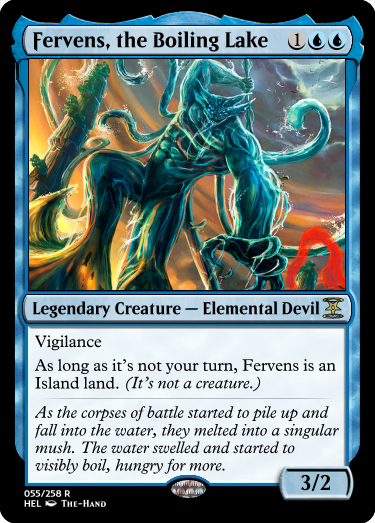 Fervens, the Boiling Lake 1
Legendary Creature — Elemental Devil
Vigilance
As long as it's not your turn, Fervens is an
Island land. (It's not a creature.)
As the corpses of battle started to pile up and
fall into the water, they melted into a singular
mush. The water swelled and started to
visibly boil, hungry for more.
3/2
055/258 R
HEL The-Hand